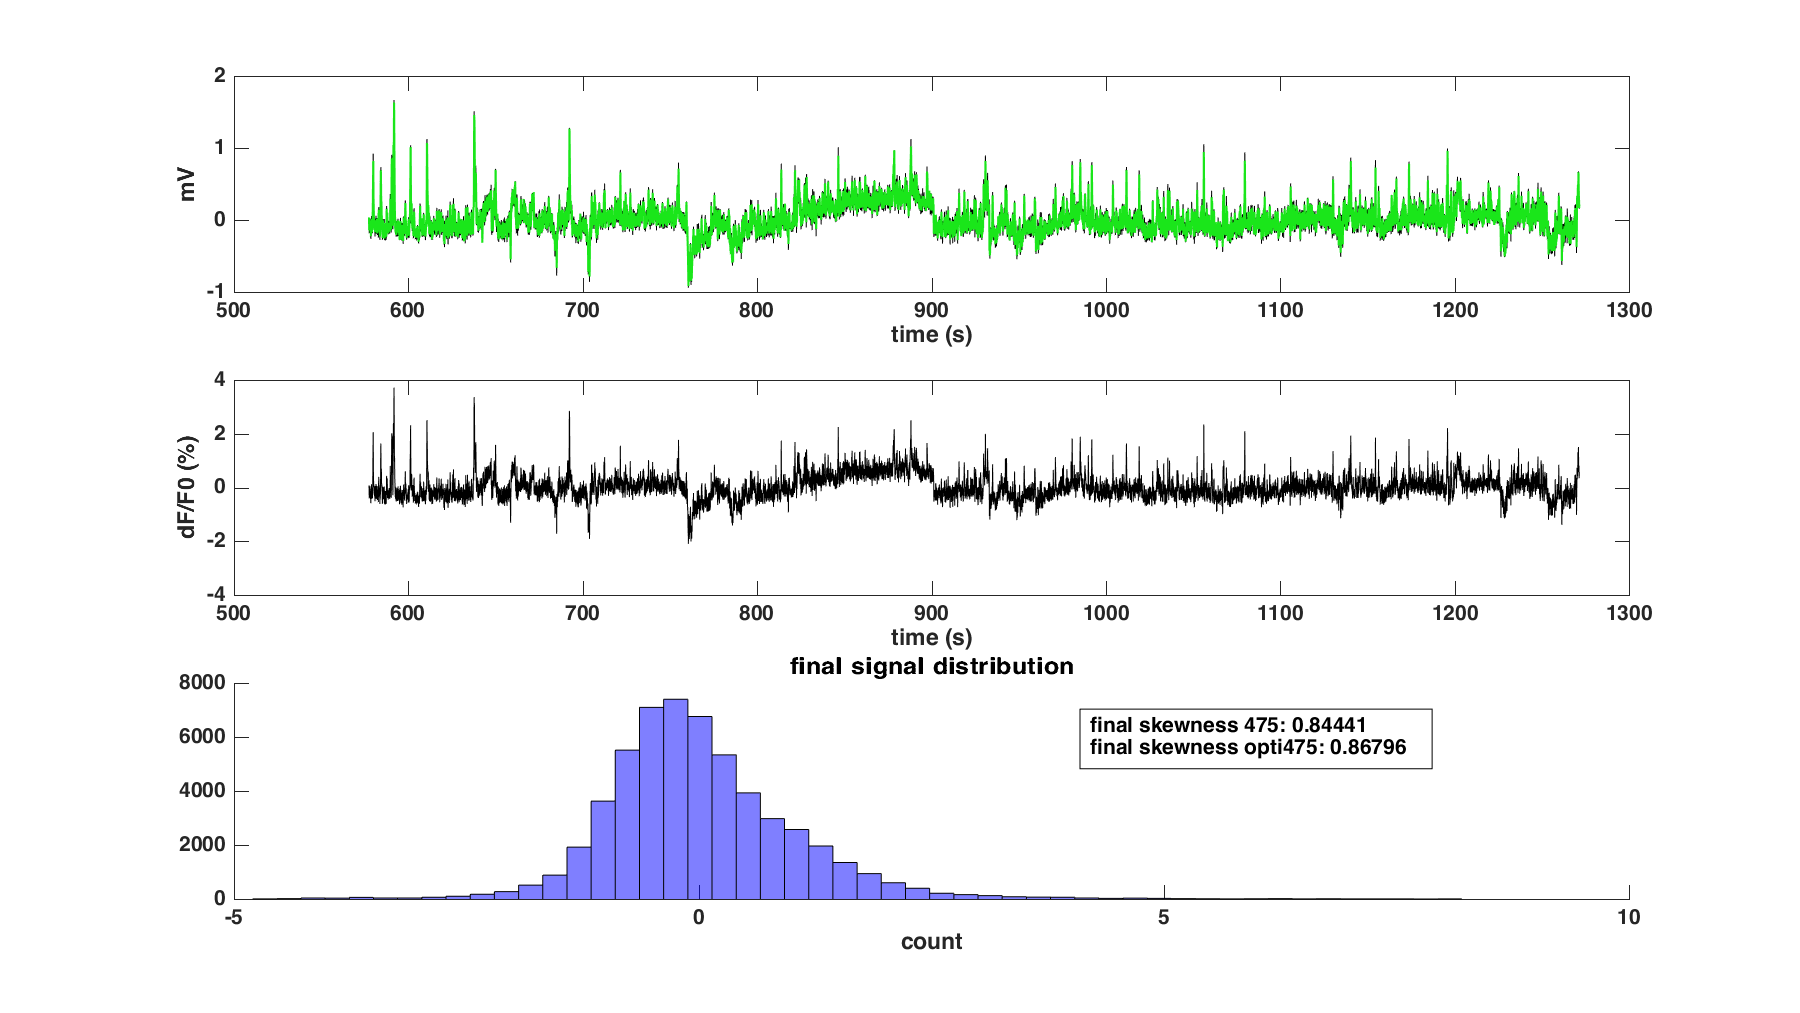 2
1
0
-1
mV
500 600 700 800 900 1000 1100 1200 1300
time (s)
4
2
0
-2
-4
dF/F0 (%)
500 600 700 800 900 1000 1100 1200 1300
time (s)
final signal distribution
8000
6000
4000
2000
0
final skewness 475: 0.84441
final skewness opti475: 0.86796
-5 0 5 10
count